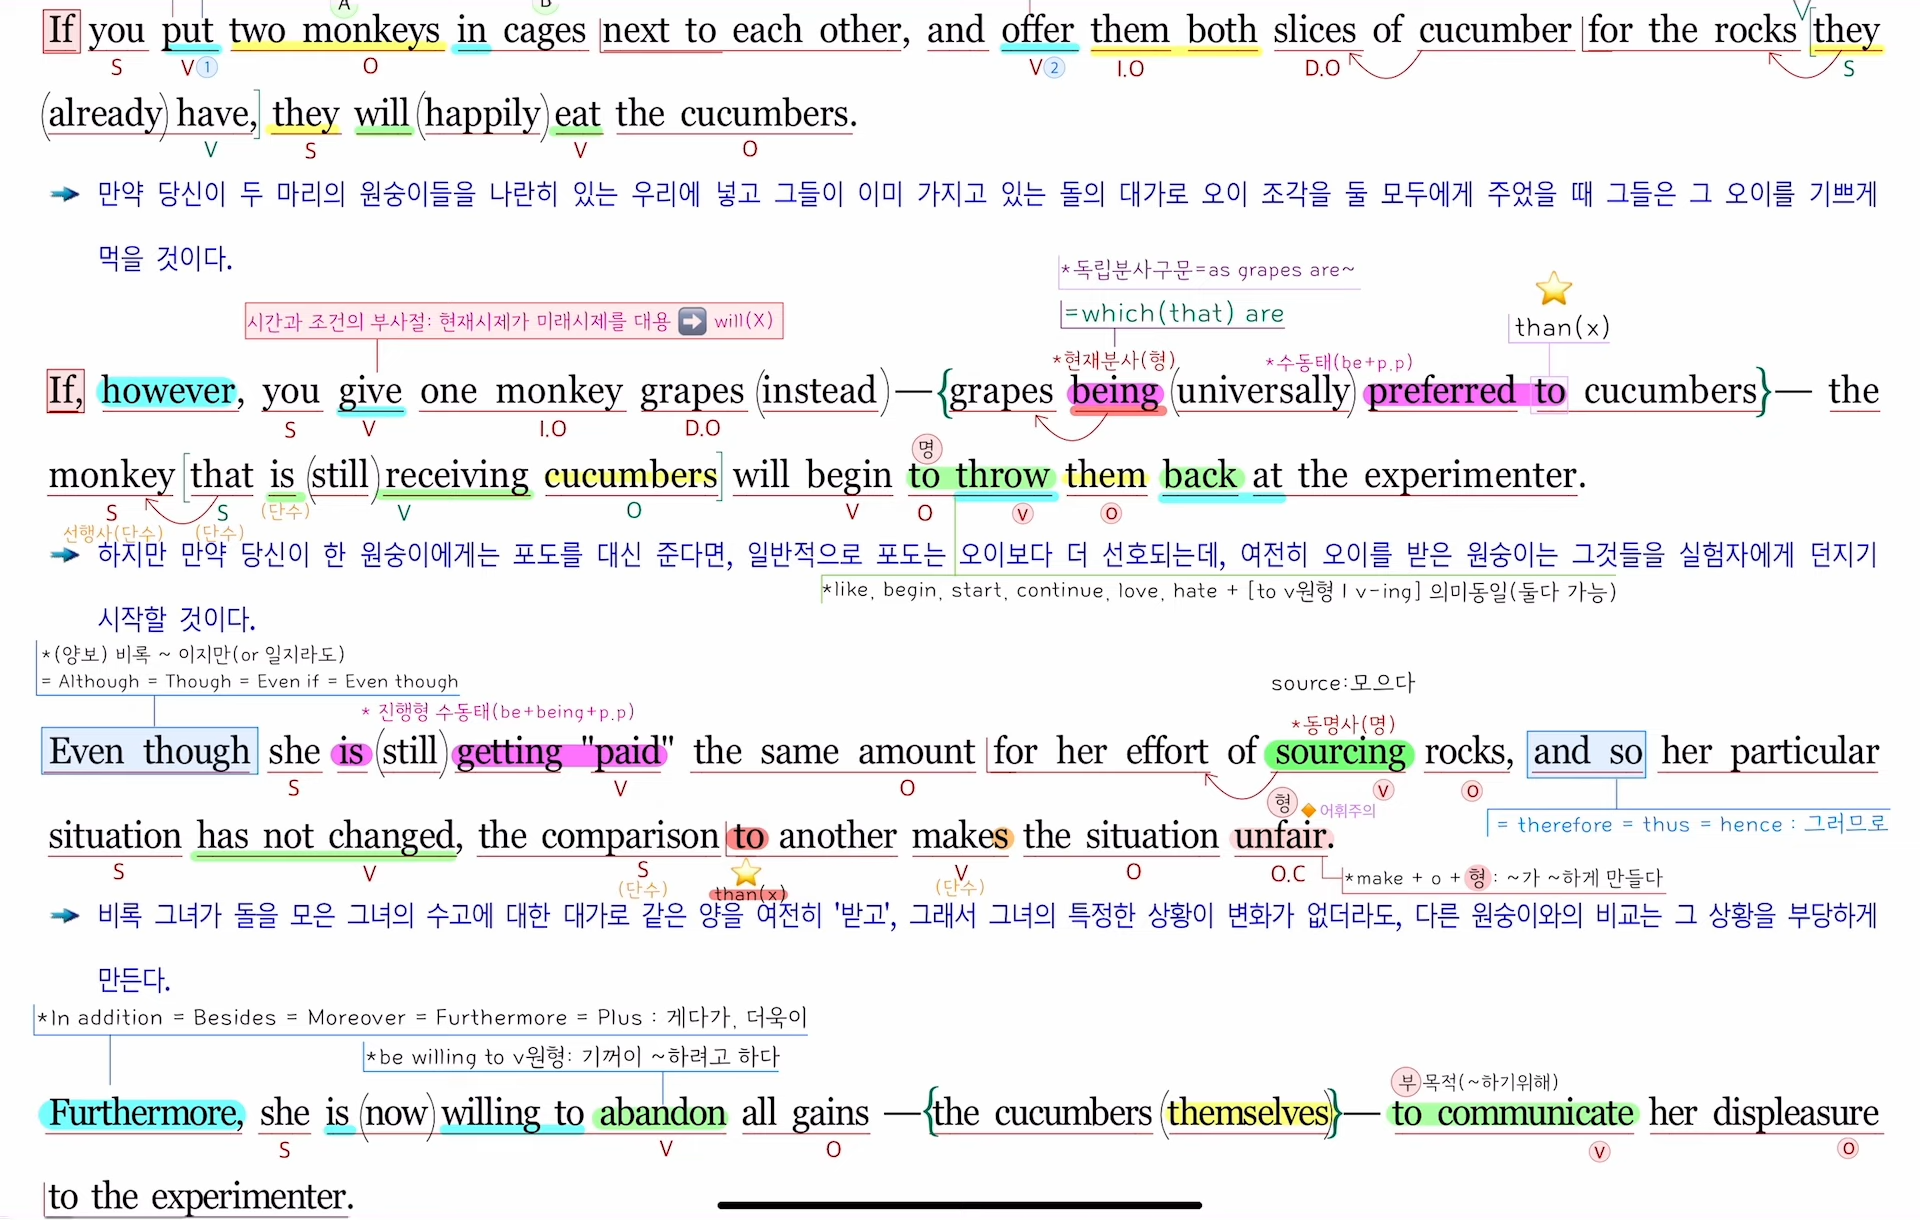 A B
If you put two monkeys in cages next to each other, and offer them both slices of cucumber for the rocks [they
S V① O V② I.O D.O S
(already) have,] they will (happily) eat the cucumbers.
V S V O
➡ 만약 당신이 두 마리의 원숭이들을 나란히 있는 우리에 넣고 그들이 이미 가지고 있는 돌의 대가로 오이 조각을 둘 모두에게 주었을 때 그들은 그 오이를 기쁘게
먹을 것이다.
*독립분사구문=as grapes are~
=which(that) are
than(x)
시간과 조건의 부사절: 현재시제가 미래시제를 대용 ➡ will(X)
*현재분사(형) *수동태(be+p.p)
If, however, you give one monkey grapes (instead) — {grapes being (universally) preferred to cucumbers} — the
S V I.O D.O
명
monkey [that is (still) receiving cucumbers] will begin to throw them back at the experimenter.
S S (단수) V O V O v o
선행사(단수) (단수)
➡ 하지만 만약 당신이 한 원숭이에게는 포도를 대신 준다면, 일반적으로 포도는 오이보다 더 선호되는데, 여전히 오이를 받은 원숭이는 그것들을 실험자에게 던지기
*like, begin, start, continue, love, hate + [to v원형 l v-ing] 의미동일(둘다 가능)
시작할 것이다.
*(양보) 비록 ~ 이지만(or 일지라도)
= Although = Though = Even if = Even though
source:모으다
* 진행형 수동태(be+being+p.p)
*동명사(명)
Even though she is (still) getting "paid" the same amount for her effort of sourcing rocks, and so her particular
S V O v o
형 ◆어휘주의
= therefore = thus = hence : 그러므로
situation has not changed, the comparison to another makes the situation unfair.
S V S V O O.C
(단수) than(x) (단수)
*make + o + 형 : ~가 ~하게 만들다
➡ 비록 그녀가 돌을 모은 그녀의 수고에 대한 대가로 같은 양을 여전히 '받고', 그래서 그녀의 특정한 상황이 변화가 없더라도, 다른 원숭이와의 비교는 그 상황을 부당하게
만든다.
*In addition = Besides = Moreover = Furthermore = Plus : 게다가, 더욱이
*be willing to v원형: 기꺼이 ~하려고 하다
부 목적(~하기위해)
Furthermore, she is (now) willing to abandon all gains — {the cucumbers (themselves)} — to communicate her displeasure
S V O v o
to the experimenter.